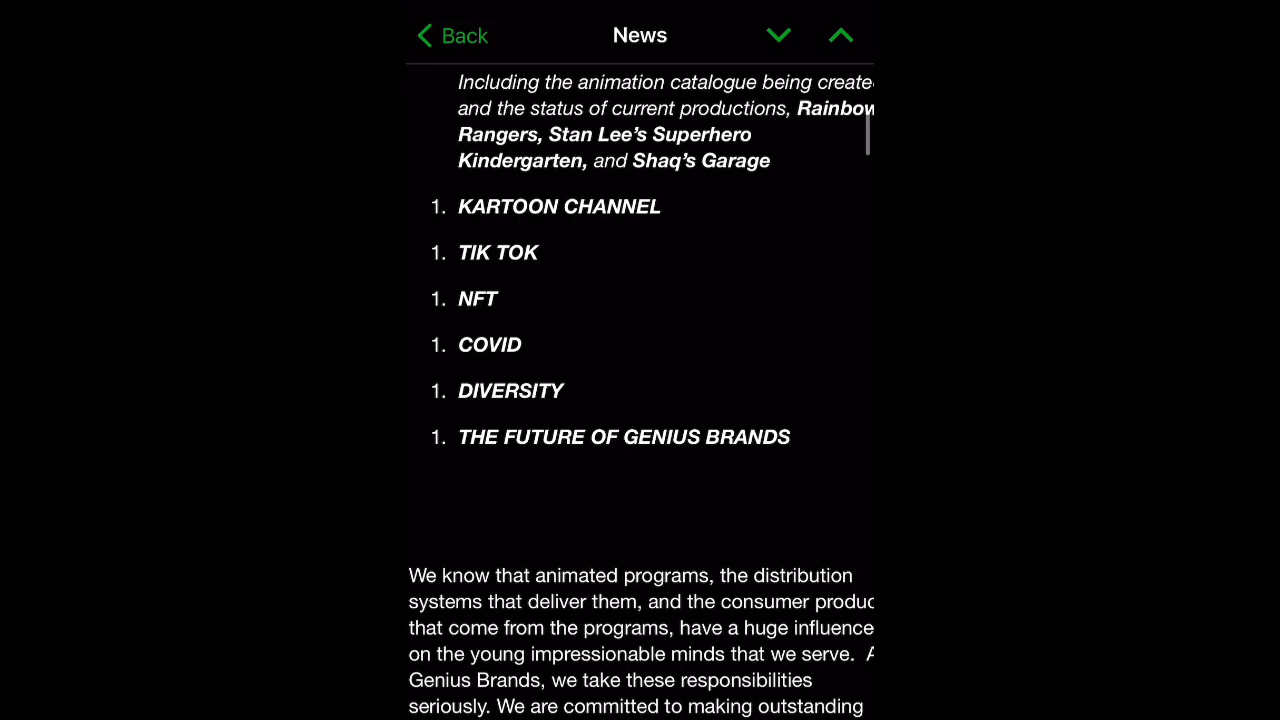 Back
News
Including the animation catalogue being create
and the status of current productions, Rainbow
Rangers, Stan Lee’s Superhero
Kindergarten, and Shaq’s Garage
1. KARTOON CHANNEL
1. TIK TOK
1. NFT
1. COVID
1. DIVERSITY
1. THE FUTURE OF GENIUS BRANDS
We know that animated programs, the distribution
systems that deliver them, and the consumer produc
that come from the programs, have a huge influence
on the young impressionable minds that we serve. A
Genius Brands, we take these responsibilities
seriously. We are committed to making outstanding